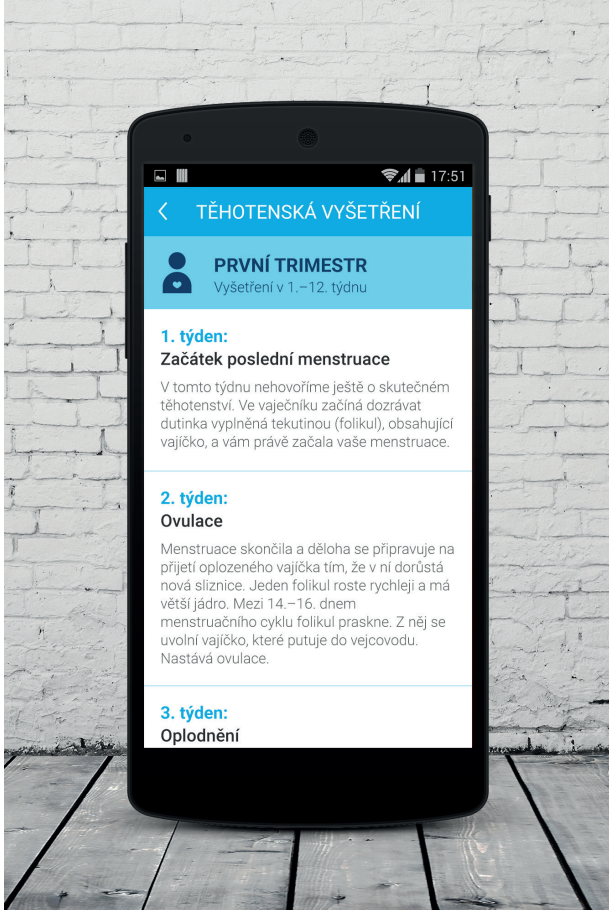 17:51
TĚHOTENSKÁ VYŠETŘENÍ
PRVNÍ TRIMESTR
Vyšetření v 1.–12. týdnu
1. týden:
Začátek poslední menstruace
V tomto týdnu nehovoříme ještě o skutečném
těhotenství. Ve vaječníku začíná dozrávat
dutinka vyplněná tekutinou (folikul), obsahující
vajíčko, a vám právě začala vaše menstruace.
2. týden:
Ovulace
Menstruace skončila a děloha se připravuje na
přijetí oplozeného vajíčka tím, že v ní dorůstá
nová sliznice. Jeden folikul roste rychleji a má
větší jádro. Mezi 14.–16. dnem
menstruačního cyklu folikul praskne. Z něj se
uvolní vajíčko, které putuje do vejcovodu.
Nastává ovulace.
3. týden:
Oplodnění